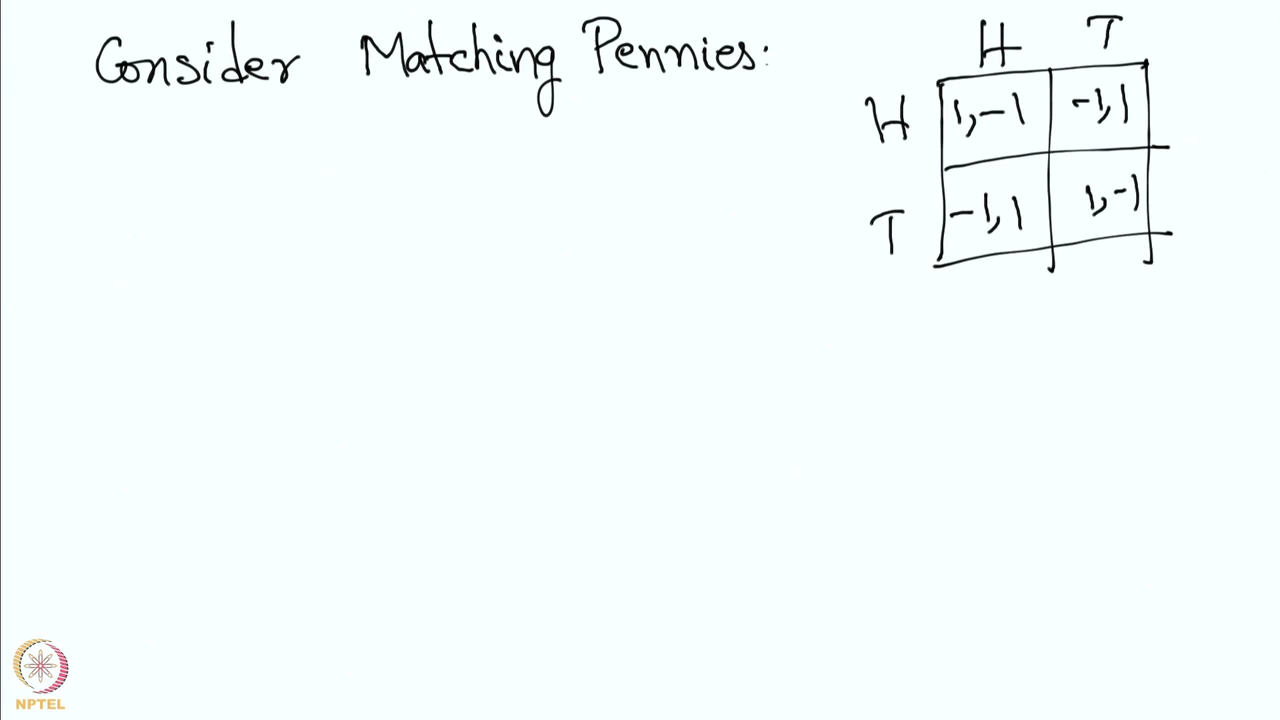 Consider Matching Pennies:
H T
H 1,-1 -1,1
T -1,1 1,-1
NPTEL